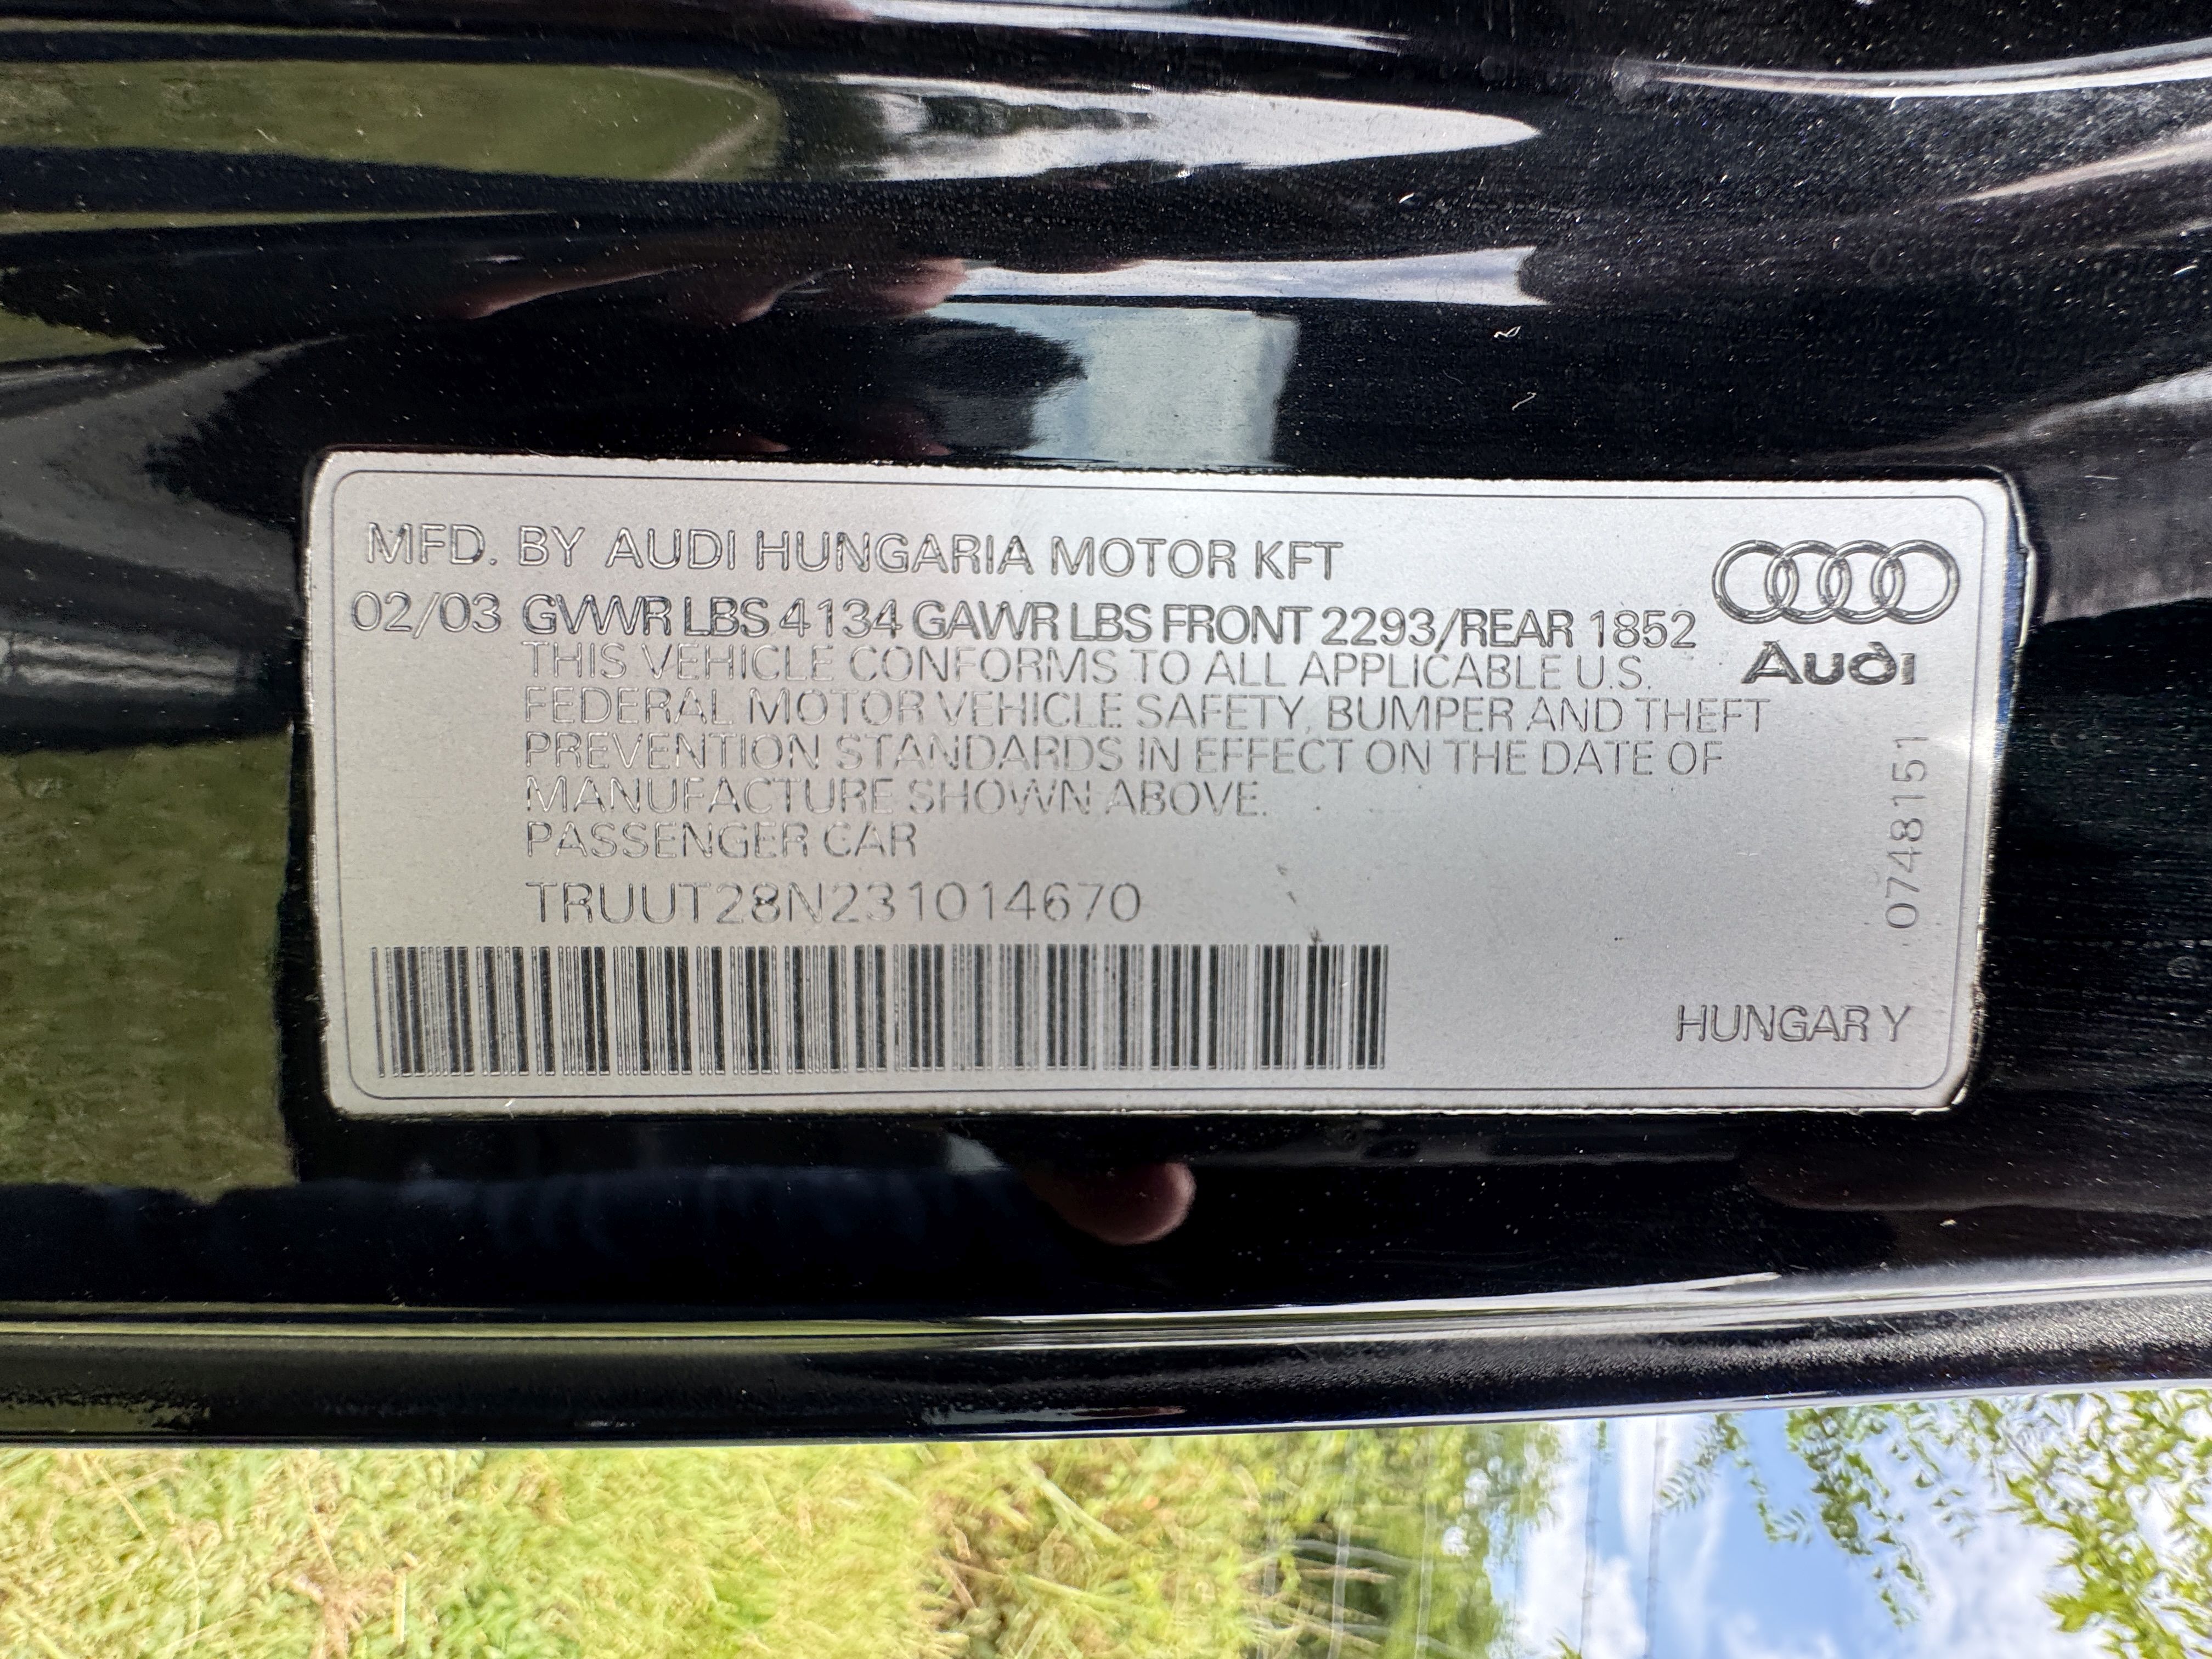 MFD. BY AUDI HUNGARIA MOTOR KFT
02/03 GVWR LBS 4134 GAWR LBS FRONT 2293/REAR 1852
THIS VEHICLE CONFORMS TO ALL APPLICABLE U.S.
FEDERAL MOTOR VEHICLE SAFETY, BUMPER AND THEFT
PREVENTION STANDARDS IN EFFECT ON THE DATE OF
MANUFACTURE SHOWN ABOVE.
PASSENGER CAR
TRUUT28N231014670
Audi
0748151
HUNGARY